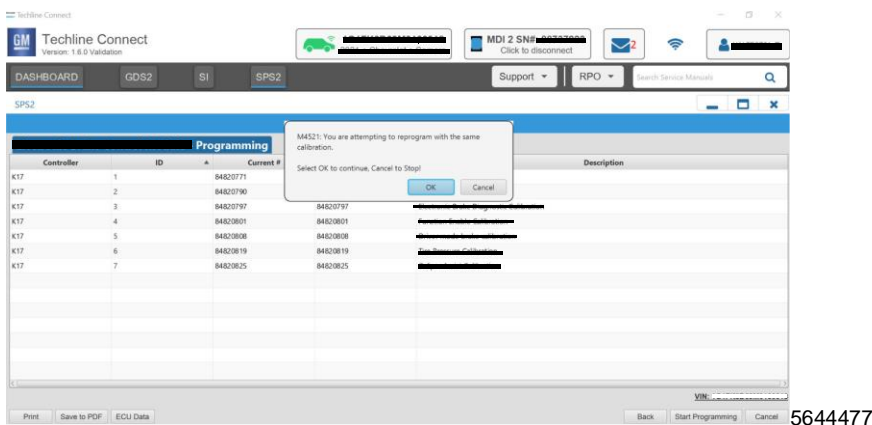 Techline Connect
GM
Techline Connect
Version: 1.6.0 Validation
MDI 2 SN#
Click to disconnect
2
DASHBOARD GDS2 SI SPS2 Support RPO Search Service Manuals
SPS2
Programming
M4521: You are attempting to reprogram with the same
calibration.
Select OK to continue, Cancel to Stop!
OK Cancel
Controller ID Current # Description
K17 1 84820771
K17 2 84820790
K17 3 84820797 84820797
K17 4 84820801 84820801
K17 5 84820808 84820808
K17 6 84820819 84820819
K17 7 84820825 84820825
VIN:
Print Save to PDF ECU Data Back Start Programming Cancel
5644477